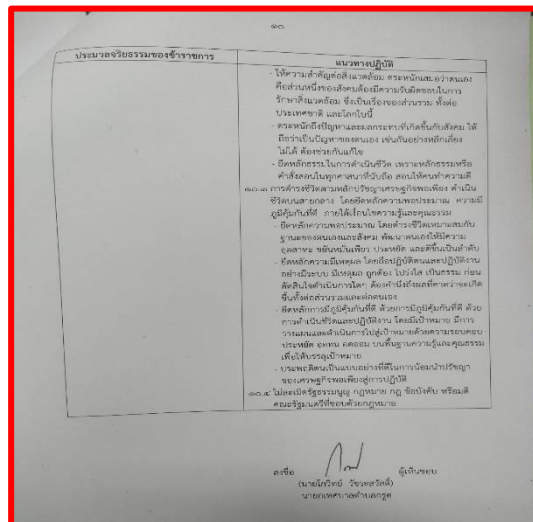 ๑๓
ประมวลจริยธรรมของข้าราชการ
แนวทางปฏิบัติ
- ให้ความสำคัญต่อสิ่งแวดล้อม ตระหนักเสมอว่าตนเอง
คือส่วนหนึ่งของสังคมต้องมีความรับผิดชอบในการ
รักษาสิ่งแวดล้อม ซึ่งเป็นเรื่องของส่วนรวม ทั้งต่อ
ประเทศชาติ และโลกใบนี้
- ตระหนักถึงปัญหาและผลกระทบที่เกิดขึ้นกับสังคม ให้
ถือว่าเป็นปัญหาของตนเอง เช่นกันอย่างหลีกเลี่ยง
ไม่ได้ ต้องช่วยกันแก้ไข
- ยึดหลักธรรมในการดำเนินชีวิต เพราะหลักธรรมหรือ
คำสั่งสอนในทุกศาสนาที่นับถือ สอนให้คนทำความดี
๑๐.๓ การดำรงชีวิตตามหลักปรัชญาเศรษฐกิจพอเพียง ดำเนิน
ชีวิตบนสายกลาง โดยยึดหลักความพอประมาณ ความมี
ภูมิคุ้มกันที่ดี ภายใต้เงื่อนไขความรู้และคุณธรรม
- ยึดหลักความพอประมาณ โดยดำรงชีวิตเหมาะสมกับ
ฐานะของตนเองและสังคม พัฒนาตนเองให้มีความ
อุตสาหะ ขยันหมั่นเพียร ประหยัด และดีขึ้นเป็นลำดับ
- ยึดหลักความมีเหตุผล โดยถือปฏิบัติตนและปฏิบัติงาน
อย่างมีระบบ มีเหตุผล ถูกต้อง โปร่งใส เป็นธรรม ก่อน
ตัดสินใจดำเนินการใดๆ ต้องคำนึงถึงผลที่คาดว่าจะเกิด
ขึ้นทั้งต่อส่วนรวมและต่อตนเอง
- ยึดหลักการมีภูมิคุ้มกันที่ดี ด้วยการมีภูมิคุ้มกันที่ดี ด้วย
การดำเนินชีวิตและปฏิบัติงาน โดยมีเป้าหมาย มีการ
วางแผนและดำเนินการไปสู่เป้าหมายด้วยความรอบคอบ
ประหยัด อดทน อดออม บนพื้นฐานความรู้และคุณธรรม
เพื่อให้บรรลุเป้าหมาย
- ประพฤติตนเป็นแบบอย่างที่ดีในการน้อมนำปรัชญา
ของเศรษฐกิจพอเพียงสู่การปฏิบัติ
๑๐.๔ ไม่ละเมิดรัฐธรรมนูญ กฎหมาย กฎ ข้อบังคับ หรือมติ
คณะรัฐมนตรีที่ชอบด้วยกฎหมาย
ลงชื่อ ผู้เห็นชอบ
(นายโกวิทย์ วัชระสวัสดิ์)
นายกเทศบาลตำบลกรูด